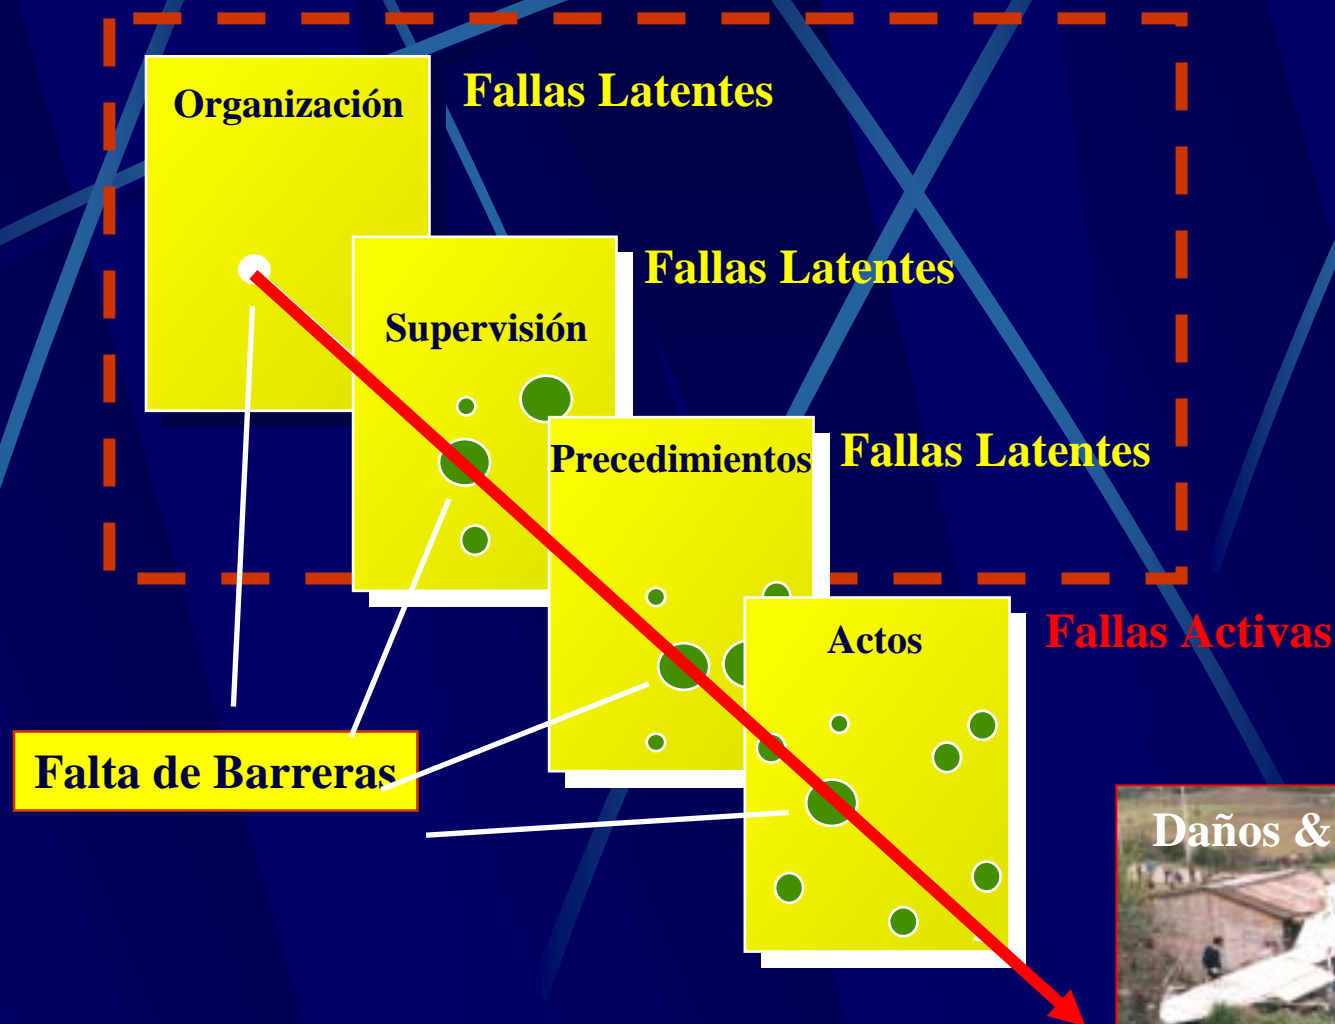 Organización
Fallas Latentes
Supervisión
Fallas Latentes
Precedimientos
Fallas Latentes
Actos
Fallas Activas
Falta de Barreras
Daños &